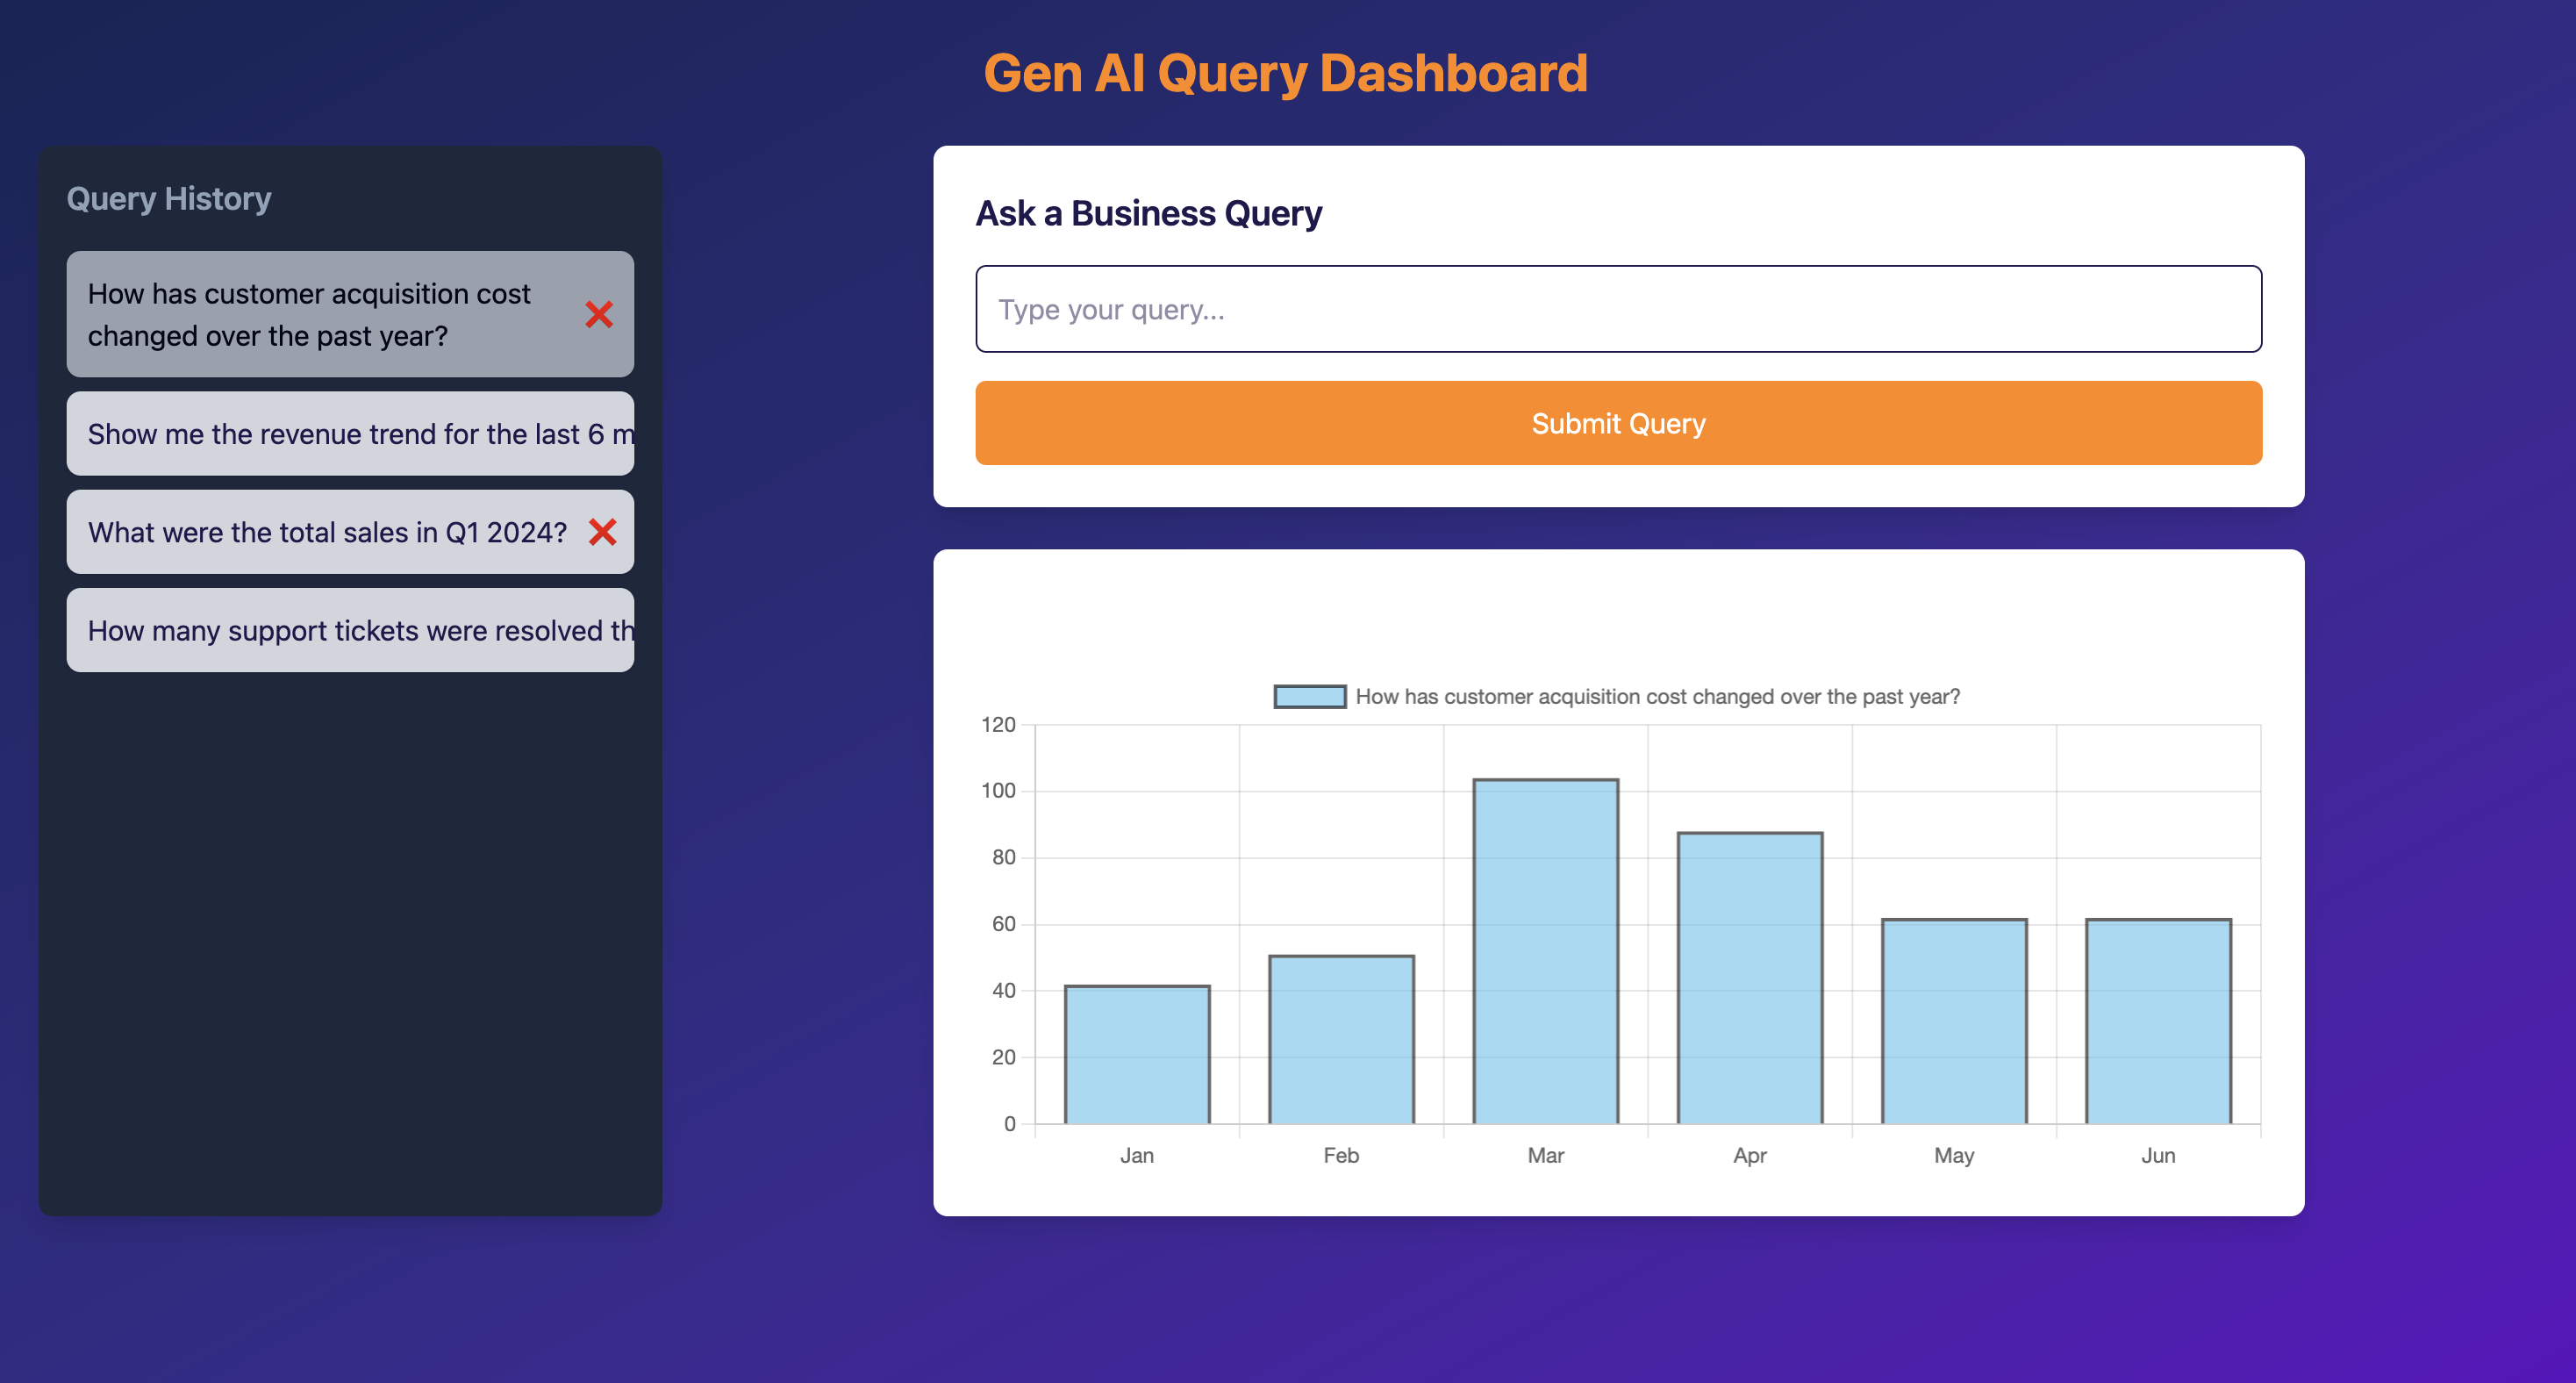 Gen AI Query Dashboard
Query History
How has customer acquisition cost
changed over the past year?
Show me the revenue trend for the last 6 m
What were the total sales in Q1 2024?
How many support tickets were resolved th
Ask a Business Query
Type your query...
Submit Query
How has customer acquisition cost changed over the past year?
120
100
80
60
40
20
0
Jan Feb Mar Apr May Jun